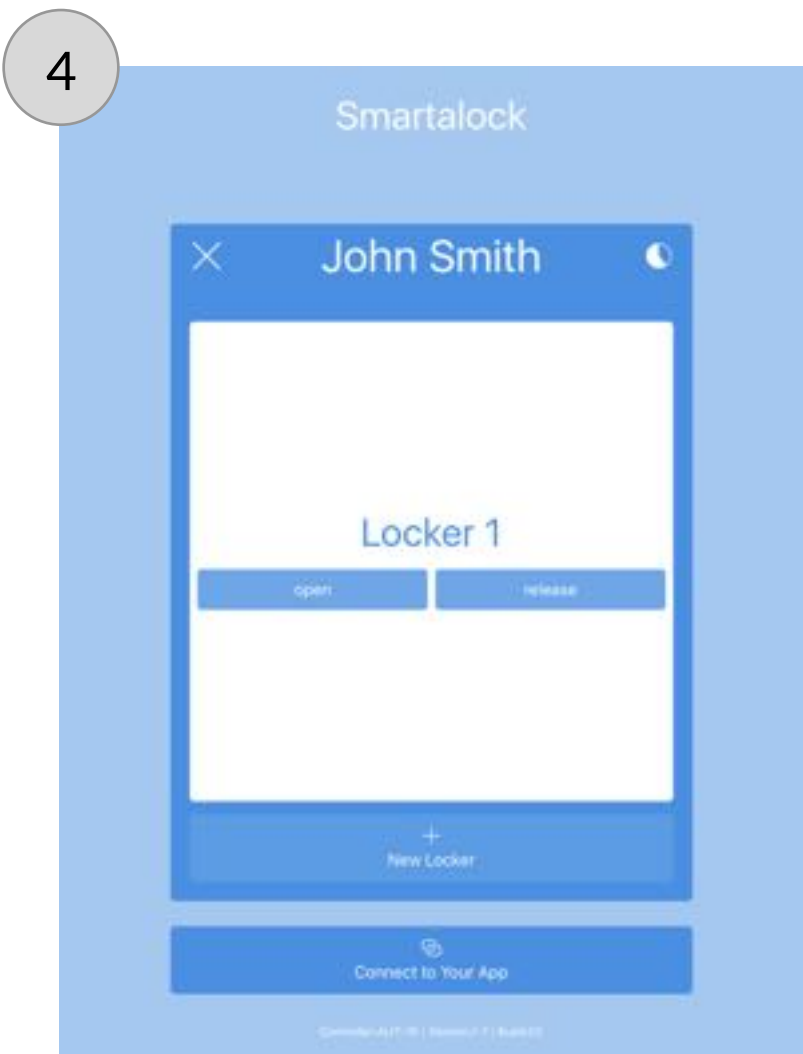 4
Smartalock
John Smith
Locker 1
open release
New Locker
Connect to Your App